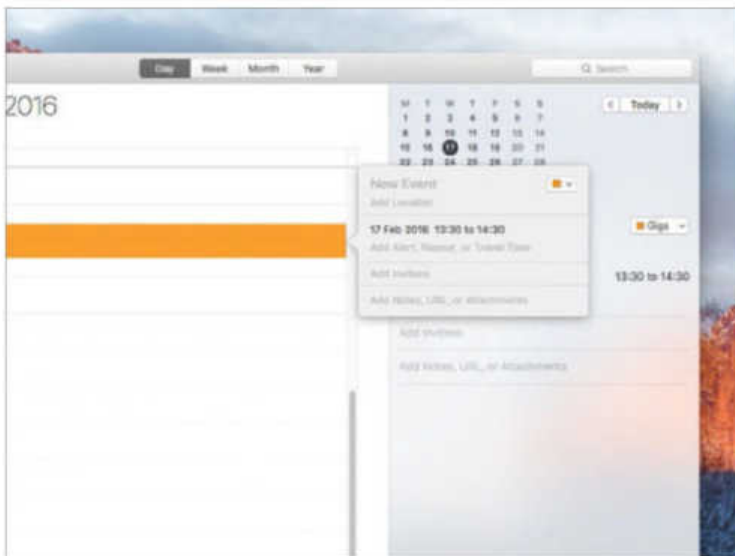 Day Week Month Year
Search
2016
M T W T F S S
Today
1 2 3 4 5 6 7
8 9 10 11 12 13 14
15 16 17 18 19 20 21
22 23 24 25 26 27 28
New Event
Add Location
17 Feb 2016 13:30 to 14:30
Add Alert, Repeat, or Travel Time
Add Invitees
Add Notes, URL, or Attachments
Gigs
13:30 to 14:30
Add Invitees
Add Notes, URL, or Attachments